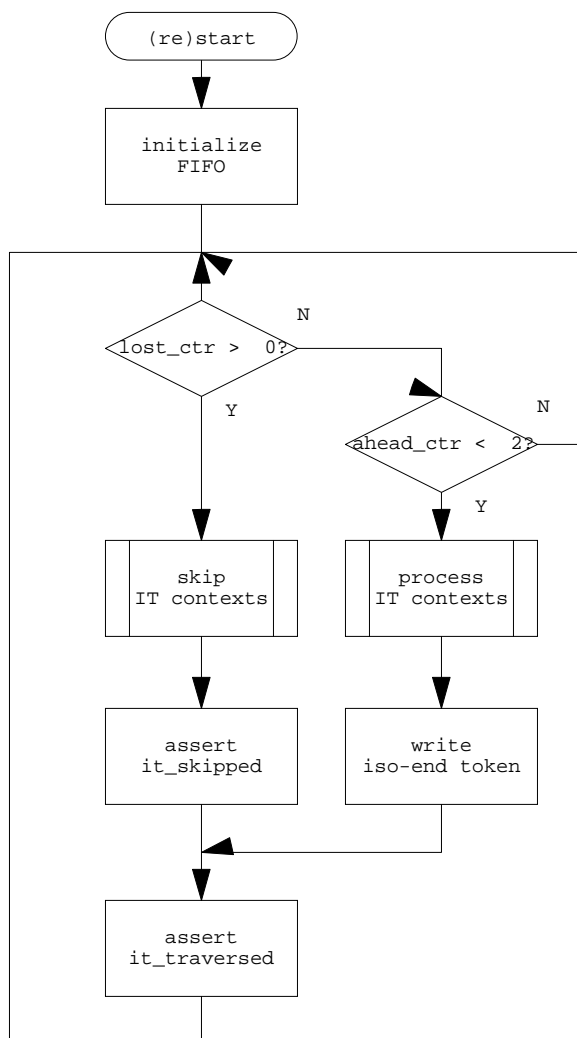 (re)start
initialize
FIFO
lost_ctr > 0?
N
Y
ahead_ctr < 2?
N
Y
skip
IT contexts
process
IT contexts
assert
it_skipped
write
iso-end token
assert
it_traversed